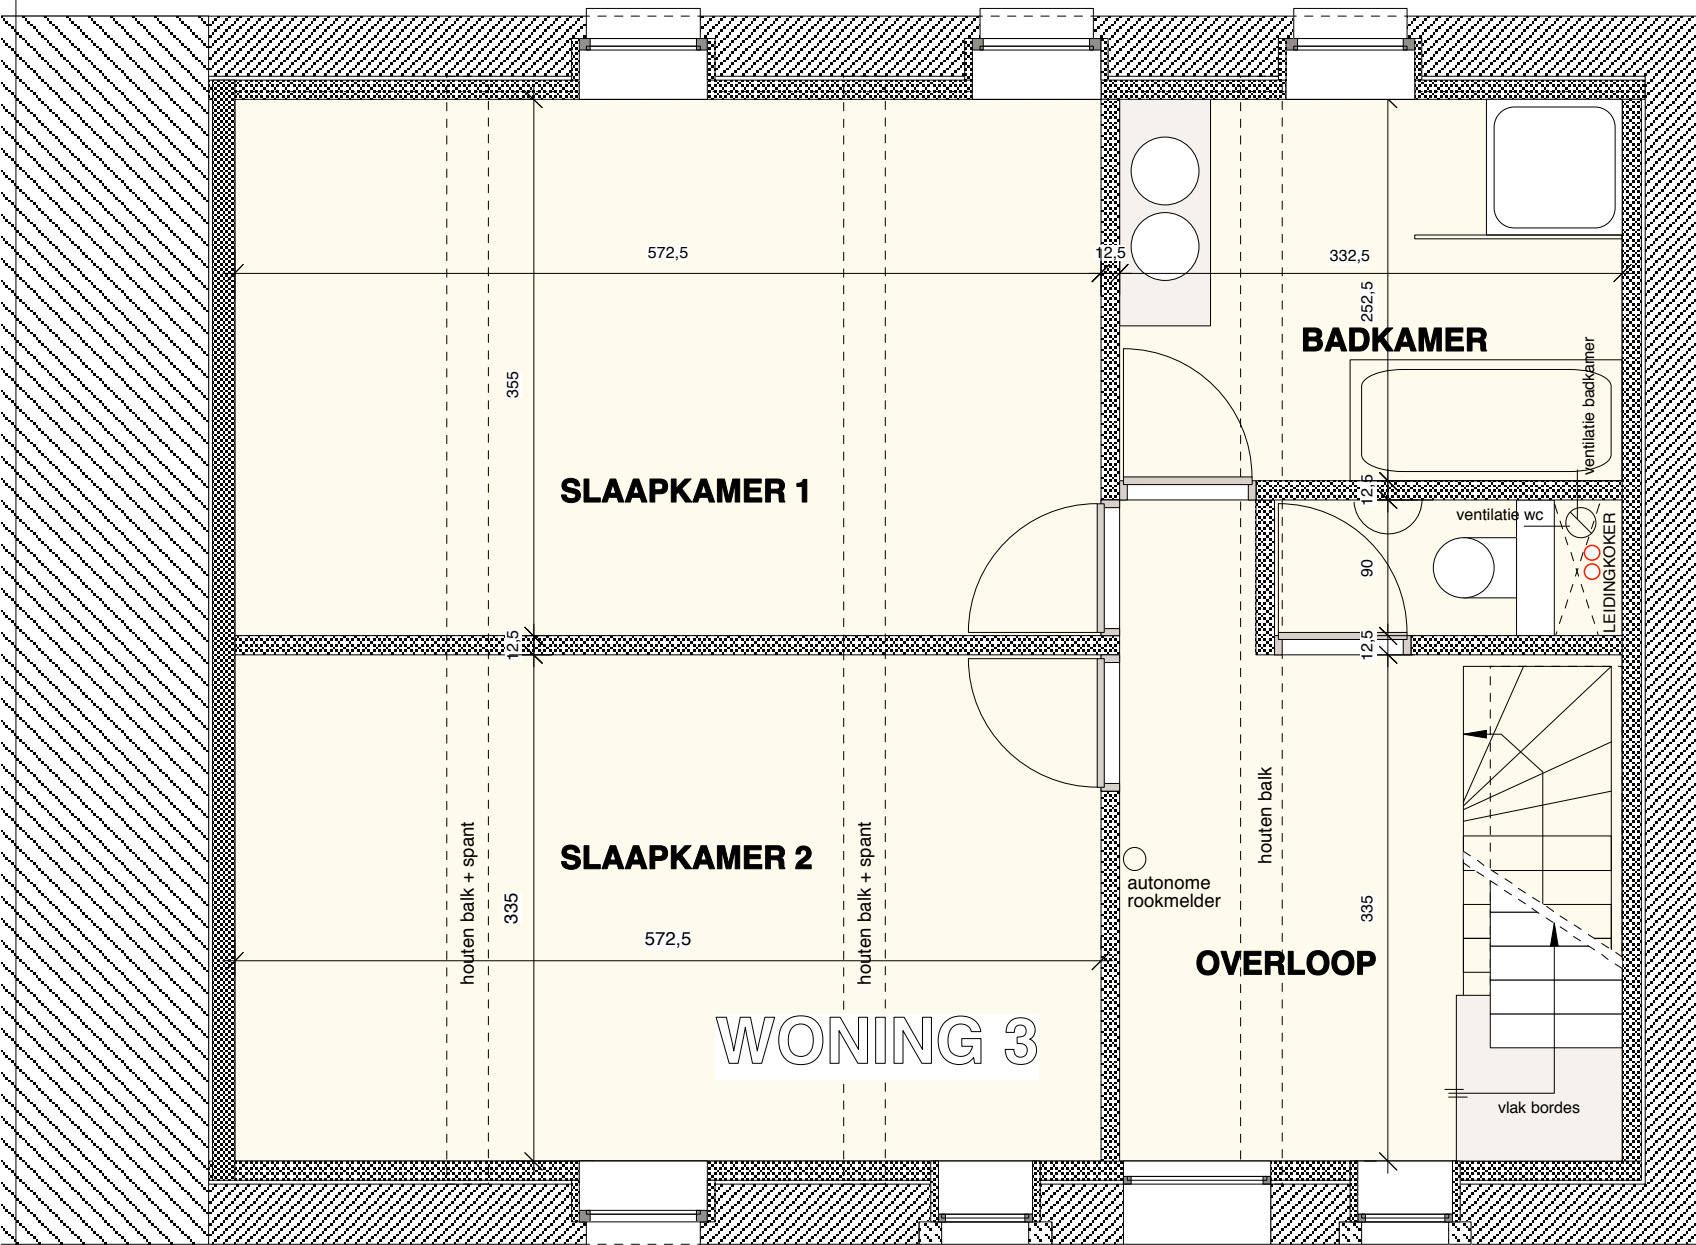 572,5
12,5
332,5
252,5
BADKAMER
ventilatie badkamer
355
SLAAPKAMER 1
12,5
ventilatie wc
LEIDINGKOKER
90
12,5
12,5
houten balk
houten balk + spant
SLAAPKAMER 2
houten balk + spant
autonome
rookmelder
335
335
572,5
OVERLOOP
WONING 3
vlak bordes